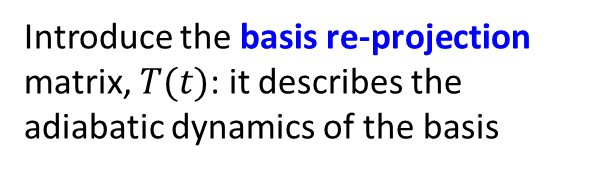 Introduce the basis re-projection
matrix, T(t): it describes the
adiabatic dynamics of the basis